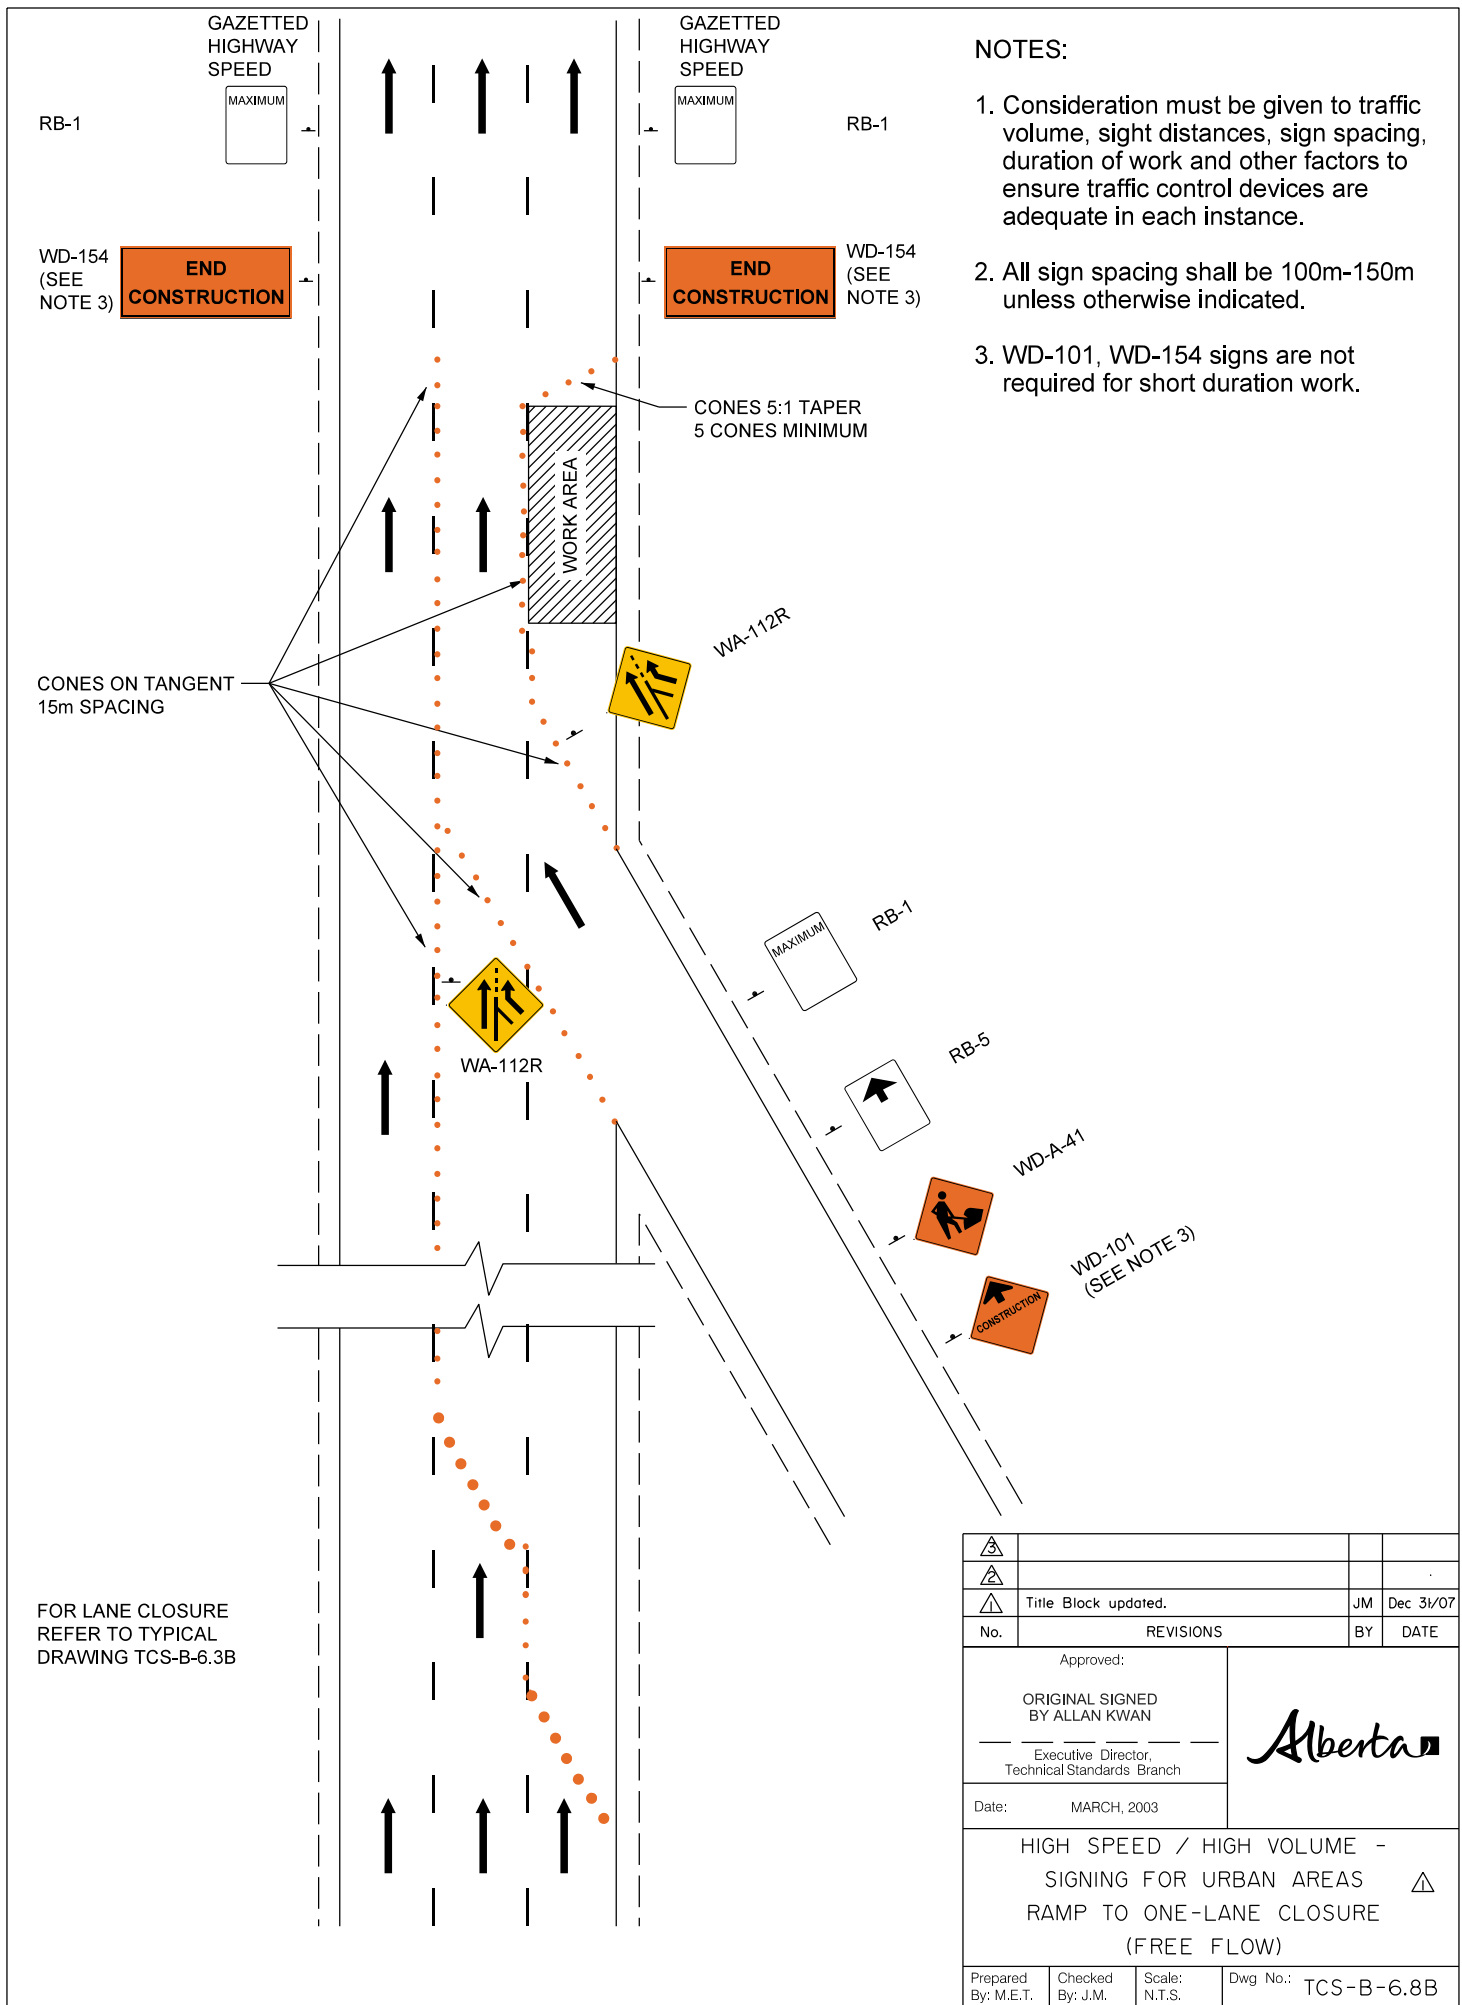 GAZETTED
HIGHWAY
SPEED
MAXIMUM
RB-1
GAZETTED
HIGHWAY
SPEED
MAXIMUM
RB-1
WD-154
(SEE
NOTE 3)
END
CONSTRUCTION
END
CONSTRUCTION
WD-154
(SEE
NOTE 3)
NOTES:
1. Consideration must be given to traffic
volume, sight distances, sign spacing,
duration of work and other factors to
ensure traffic control devices are
adequate in each instance.
2. All sign spacing shall be 100m-150m
unless otherwise indicated.
3. WD-101, WD-154 signs are not
required for short duration work.
CONES 5:1 TAPER
5 CONES MINIMUM
WORK AREA
WA-112R
CONES ON TANGENT
15m SPACING
MAXIMUM
RB-1
WA-112R
RB-5
WD-A-41
WD-101
(SEE NOTE 3)
CONSTRUCTION
FOR LANE CLOSURE
REFER TO TYPICAL
DRAWING TCS-B-6.3B
3
2
1 Title Block updated. JM Dec 31/07
No. REVISIONS BY DATE
Approved:
ORIGINAL SIGNED
BY ALLAN KWAN
Executive Director,
Technical Standards Branch
Alberta
Date: MARCH, 2003
HIGH SPEED / HIGH VOLUME -
SIGNING FOR URBAN AREAS 1
RAMP TO ONE-LANE CLOSURE
(FREE FLOW)
Prepared
By: M.E.T.
Checked
By: J.M.
Scale:
N.T.S.
Dwg No.: TCS-B-6.8B